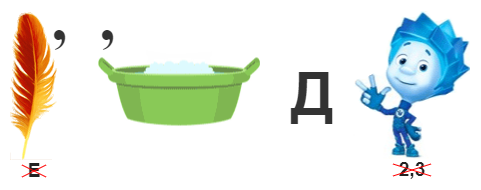 , ,
Д
Е 2,3